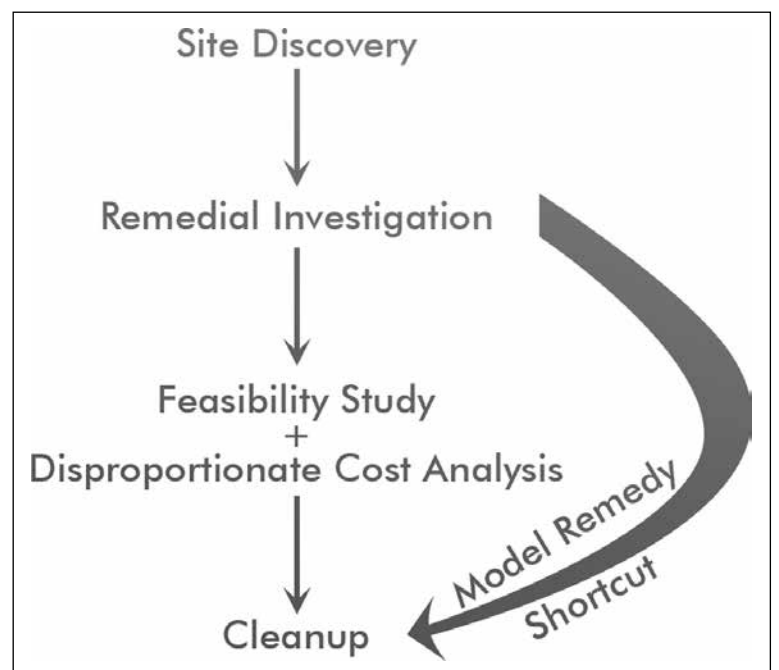 Site Discovery
Remedial Investigation
Feasibility Study
+
Disproportionate Cost Analysis
Model Remedy
Shortcut
Cleanup